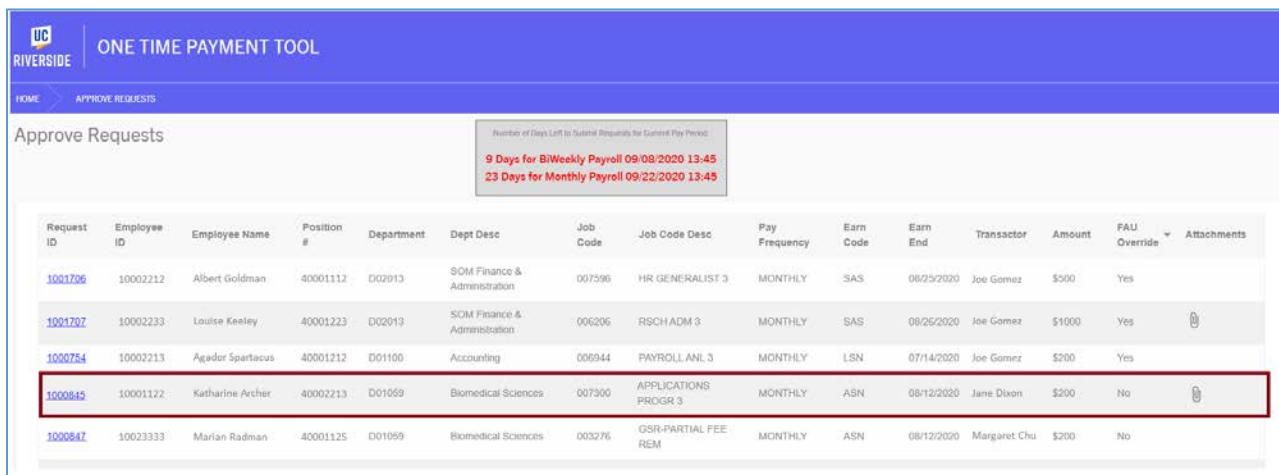 UC
RIVERSIDE
ONE TIME PAYMENT TOOL
HOME APPROVE REQUESTS
Approve Requests
Number of Days Left to Submit Requests for Current Pay Period
9 Days for BiWeekly Payroll 09/08/2020 13:45
23 Days for Monthly Payroll 09/22/2020 13:45
Request ID Employee ID Employee Name Position # Department Dept Desc Job Code Job Code Desc Pay Frequency Earn Code Earn End Transactor Amount FAU Override Attachments
1001706 10002212 Albert Goldman 40001112 D02013 SOM Finance & Administration 007596 HR GENERALIST 3 MONTHLY SAS 08/25/2020 Joe Gomez $500 Yes
1001707 10002233 Louise Keeley 40001223 D02013 SOM Finance & Administration 006206 RSCH ADM 3 MONTHLY SAS 08/26/2020 Joe Gomez $1000 Yes
1000754 10002213 Agador Spartacus 40001212 D01100 Accounting 006944 PAYROLL ANL 3 MONTHLY LSN 07/14/2020 Joe Gomez $200 Yes
1000845 10001122 Katharine Archer 40002213 D01059 Biomedical Sciences 007300 APPLICATIONS PROGR 3 MONTHLY ASN 08/12/2020 Jane Dixon $200 No
1000847 10023333 Marian Radman 40001125 D01059 Biomedical Sciences 003276 GSR-PARTIAL FEE REM MONTHLY ASN 08/12/2020 Margaret Chu $200 No